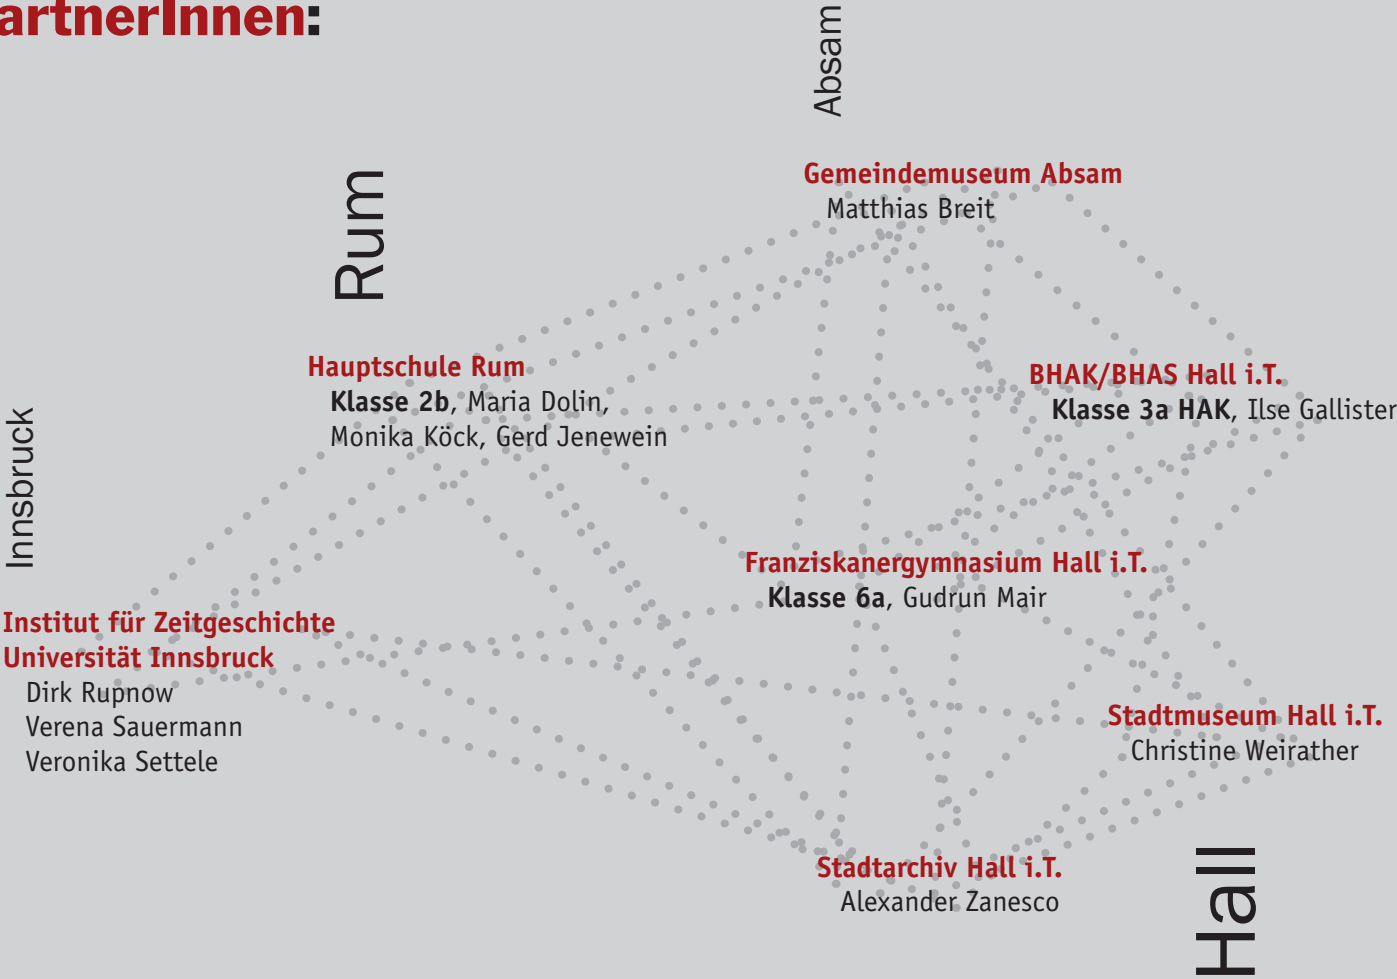 artnerInnen:
Absam
Gemeindemuseum Absam
Matthias Breit
Rum
Hauptschule Rum
Klasse 2b, Maria Dolin,
Monika Köck, Gerd Jenewein
BHAK/BHAS Hall i.T.
Klasse 3a HAK, Ilse Gallister
Innsbruck
Franziskanergymnasium Hall i.T.
Klasse 6a, Gudrun Mair
Institut für Zeitgeschichte
Universität Innsbruck
Dirk Rupnow
Verena Sauermann
Veronika Settele
Stadtmuseum Hall i.T.
Christine Weirather
Stadtarchiv Hall i.T.
Alexander Zanesco
Hall